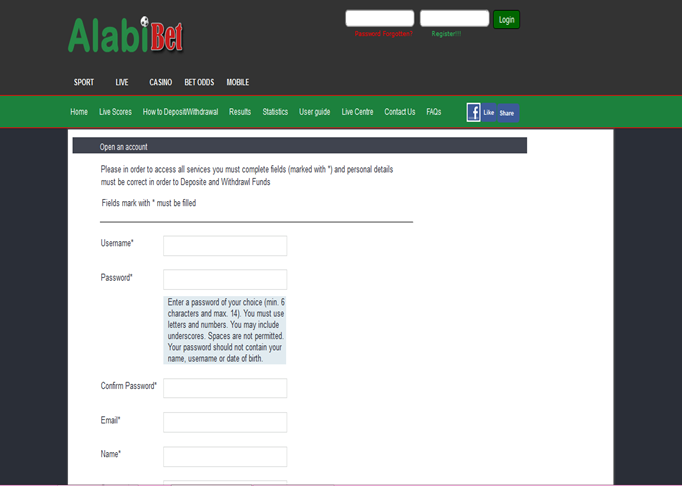 AlabiBet
Login
Password Forgotten? Register!!!
SPORT LIVE CASINO BET ODDS MOBILE
Home Live Scores How to Deposit/Withdrawal Results Statistics User guide Live Centre Contact Us FAQs Like Share
Open an account
Please in order to access all services you must complete fields (marked with *) and personal details
must be correct in order to Deposite and Withdrawl Funds
Fields mark with * must be filled
Username*
Password*
Enter a password of your choice (min. 6
characters and max. 14). You must use
letters and numbers. You may include
underscores. Spaces are not permitted.
Your password should not contain your
name, username or date of birth.
Confirm Password*
Email*
Name*